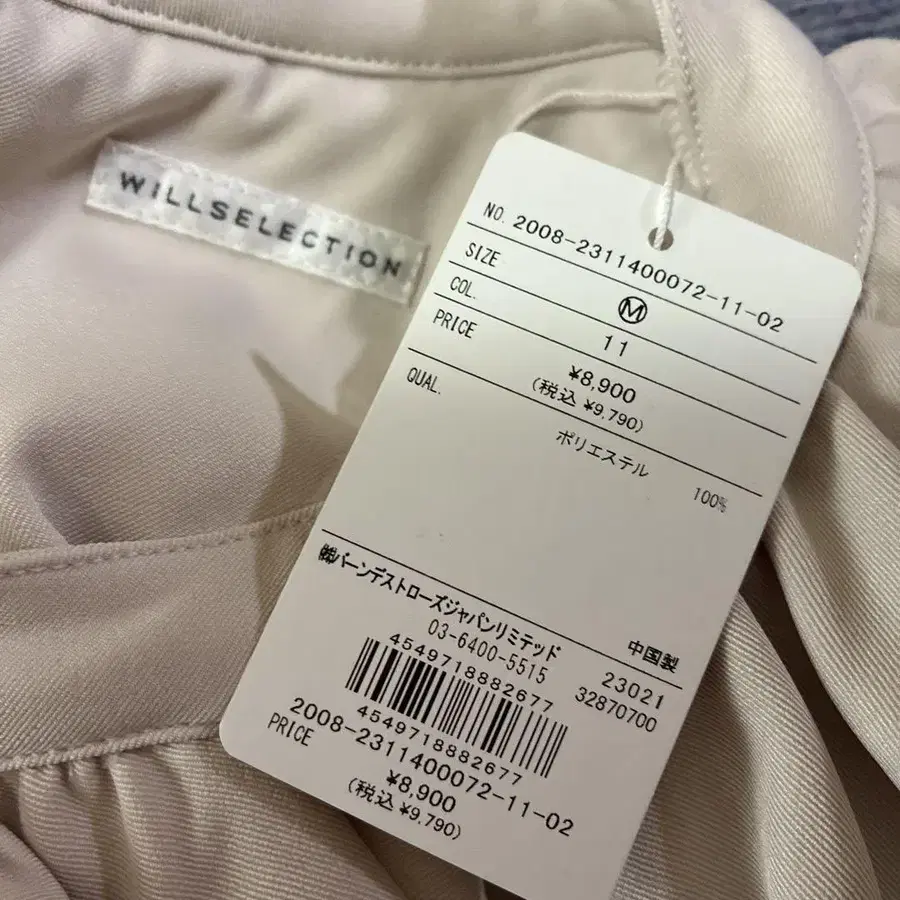 WILLSELECTION
NO. 2008-2311400072-11-02
SIZE Ⓜ
COL. 11
PRICE ¥8,900
(税込 ¥9,790)
QUAL.
ポリエステル 100%
㈱バーンデストローズジャパンリミテッド
03-6400-5515
中国製
4549718882677
23021
32870700
4549718882677
2008-2311400072-11-02
PRICE ¥8,900
(税込 ¥9,790)